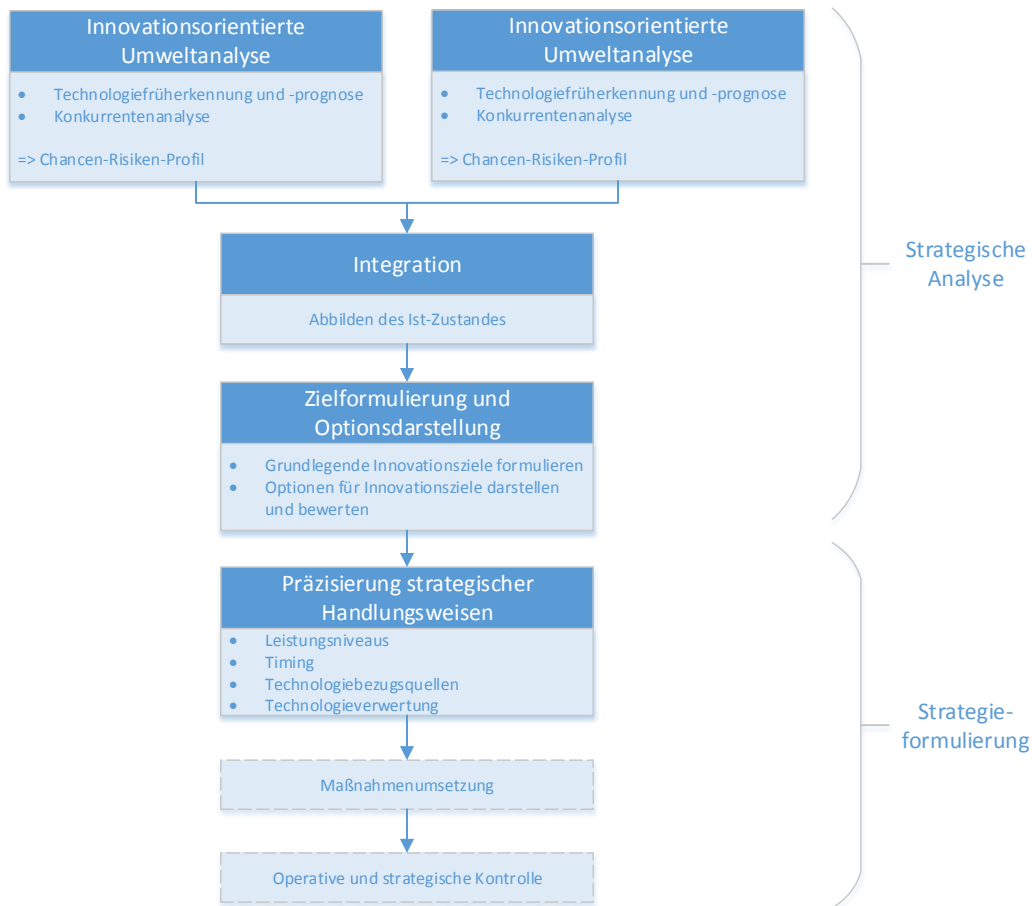 Innovationsorientierte
Umweltanalyse
• Technologiefrüherkennung und -prognose
• Konkurrentenanalyse
=> Chancen-Risiken-Profil
Innovationsorientierte
Umweltanalyse
• Technologiefrüherkennung und -prognose
• Konkurrentenanalyse
=> Chancen-Risiken-Profil
Integration
Abbilden des Ist-Zustandes
Zielformulierung und
Optionsdarstellung
• Grundlegende Innovationsziele formulieren
• Optionen für Innovationsziele darstellen
und bewerten
Strategische
Analyse
Präzisierung strategischer
Handlungsweisen
• Leistungsniveaus
• Timing
• Technologiebezugsquellen
• Technologieverwertung
Maßnahmenumsetzung
Operative und strategische Kontrolle
Strategie-
formulierung